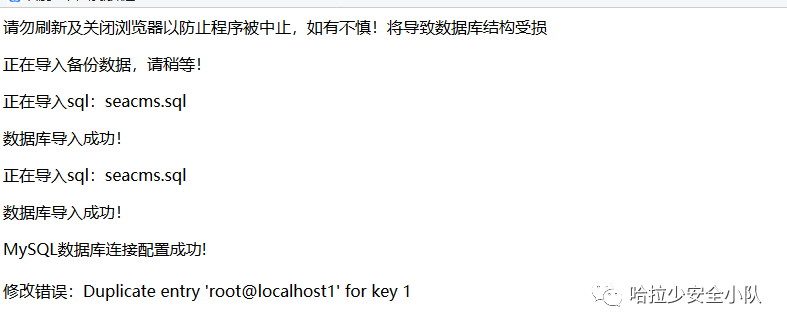 请勿刷新及关闭浏览器以防止程序被中止，如有不慎！将导致数据库结构受损
正在导入备份数据，请稍等！
正在导入sql：seacms.sql
数据库导入成功！
正在导入sql：seacms.sql
数据库导入成功！
MySQL数据库连接配置成功!
修改错误：Duplicate entry 'root@localhost1' for key 1
哈拉少安全小队